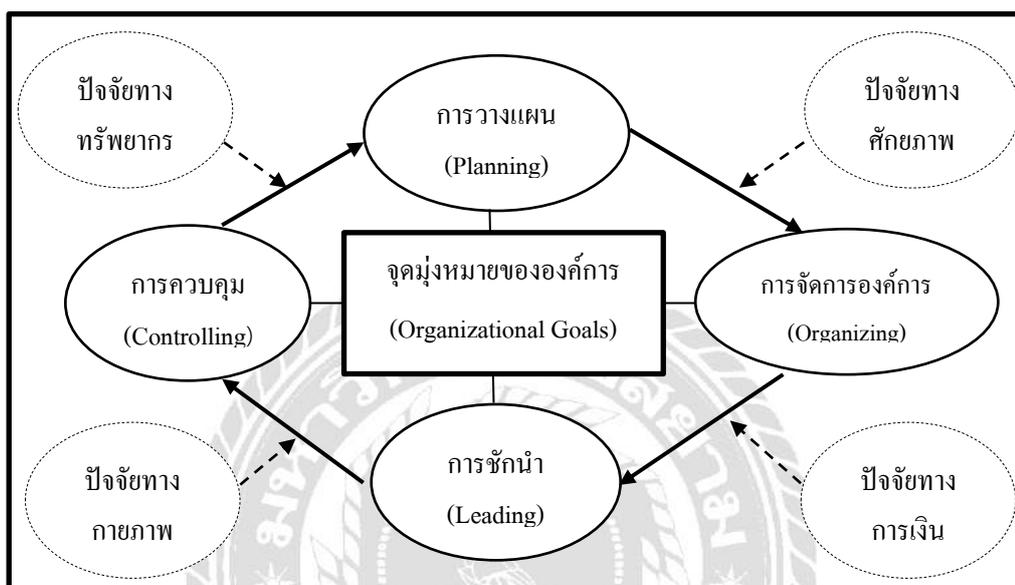 ปัจจัยทาง
ทรัพยากร
การวางแผน
(Planning)
ปัจจัยทาง
ศักยภาพ
การควบคุม
(Controlling)
จุดมุ่งหมายขององค์การ
(Organizational Goals)
การจัดการองค์การ
(Organizing)
ปัจจัยทาง
กายภาพ
การชักนำ
(Leading)
ปัจจัยทาง
การเงิน